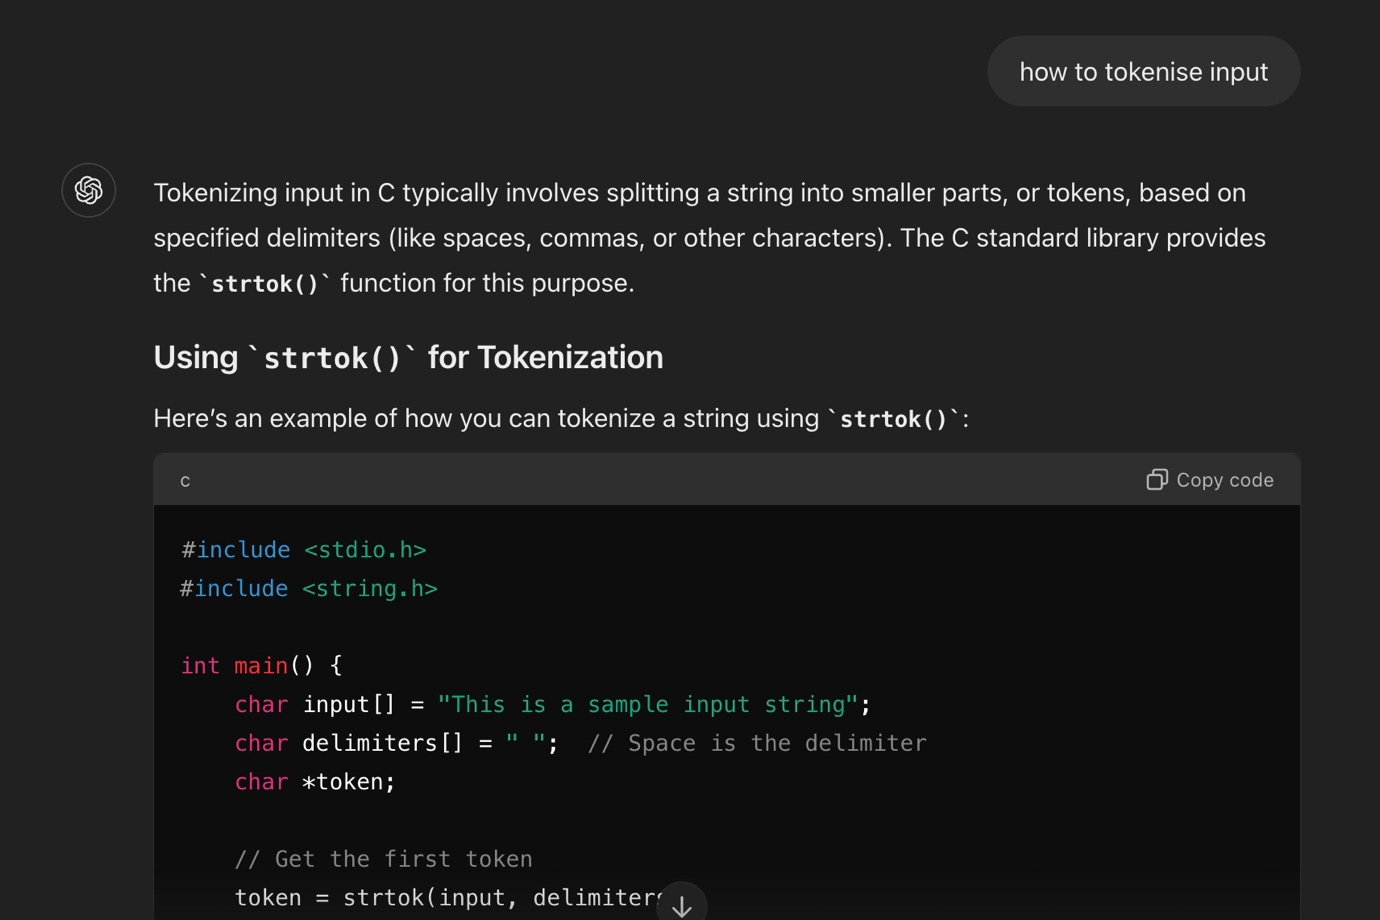 how to tokenise input
Tokenizing input in C typically involves splitting a string into smaller parts, or tokens, based on
specified delimiters (like spaces, commas, or other characters). The C standard library provides
the `strtok()` function for this purpose.
Using `strtok()` for Tokenization
Here’s an example of how you can tokenize a string using `strtok()`:
c
Copy code
#include <stdio.h>
#include <string.h>
int main() {
    char input[] = "This is a sample input string";
    char delimiters[] = " ";  // Space is the delimiter
    char *token;
    // Get the first token
    token = strtok(input, delimiters